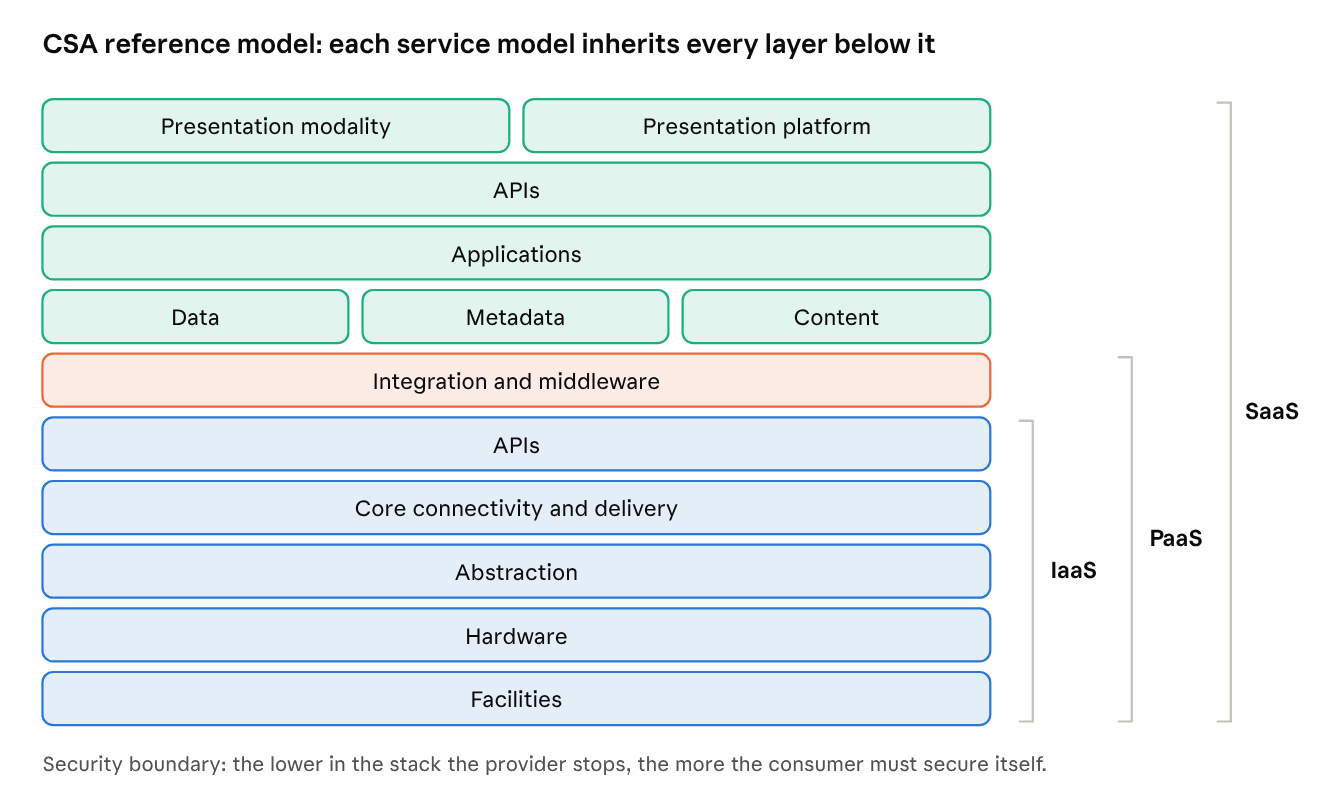 CSA reference model: each service model inherits every layer below it
Presentation modality
Presentation platform
APIs
Applications
Data
Metadata
Content
Integration and middleware
APIs
Core connectivity and delivery
Abstraction
Hardware
Facilities
IaaS
PaaS
SaaS
Security boundary: the lower in the stack the provider stops, the more the consumer must secure itself.